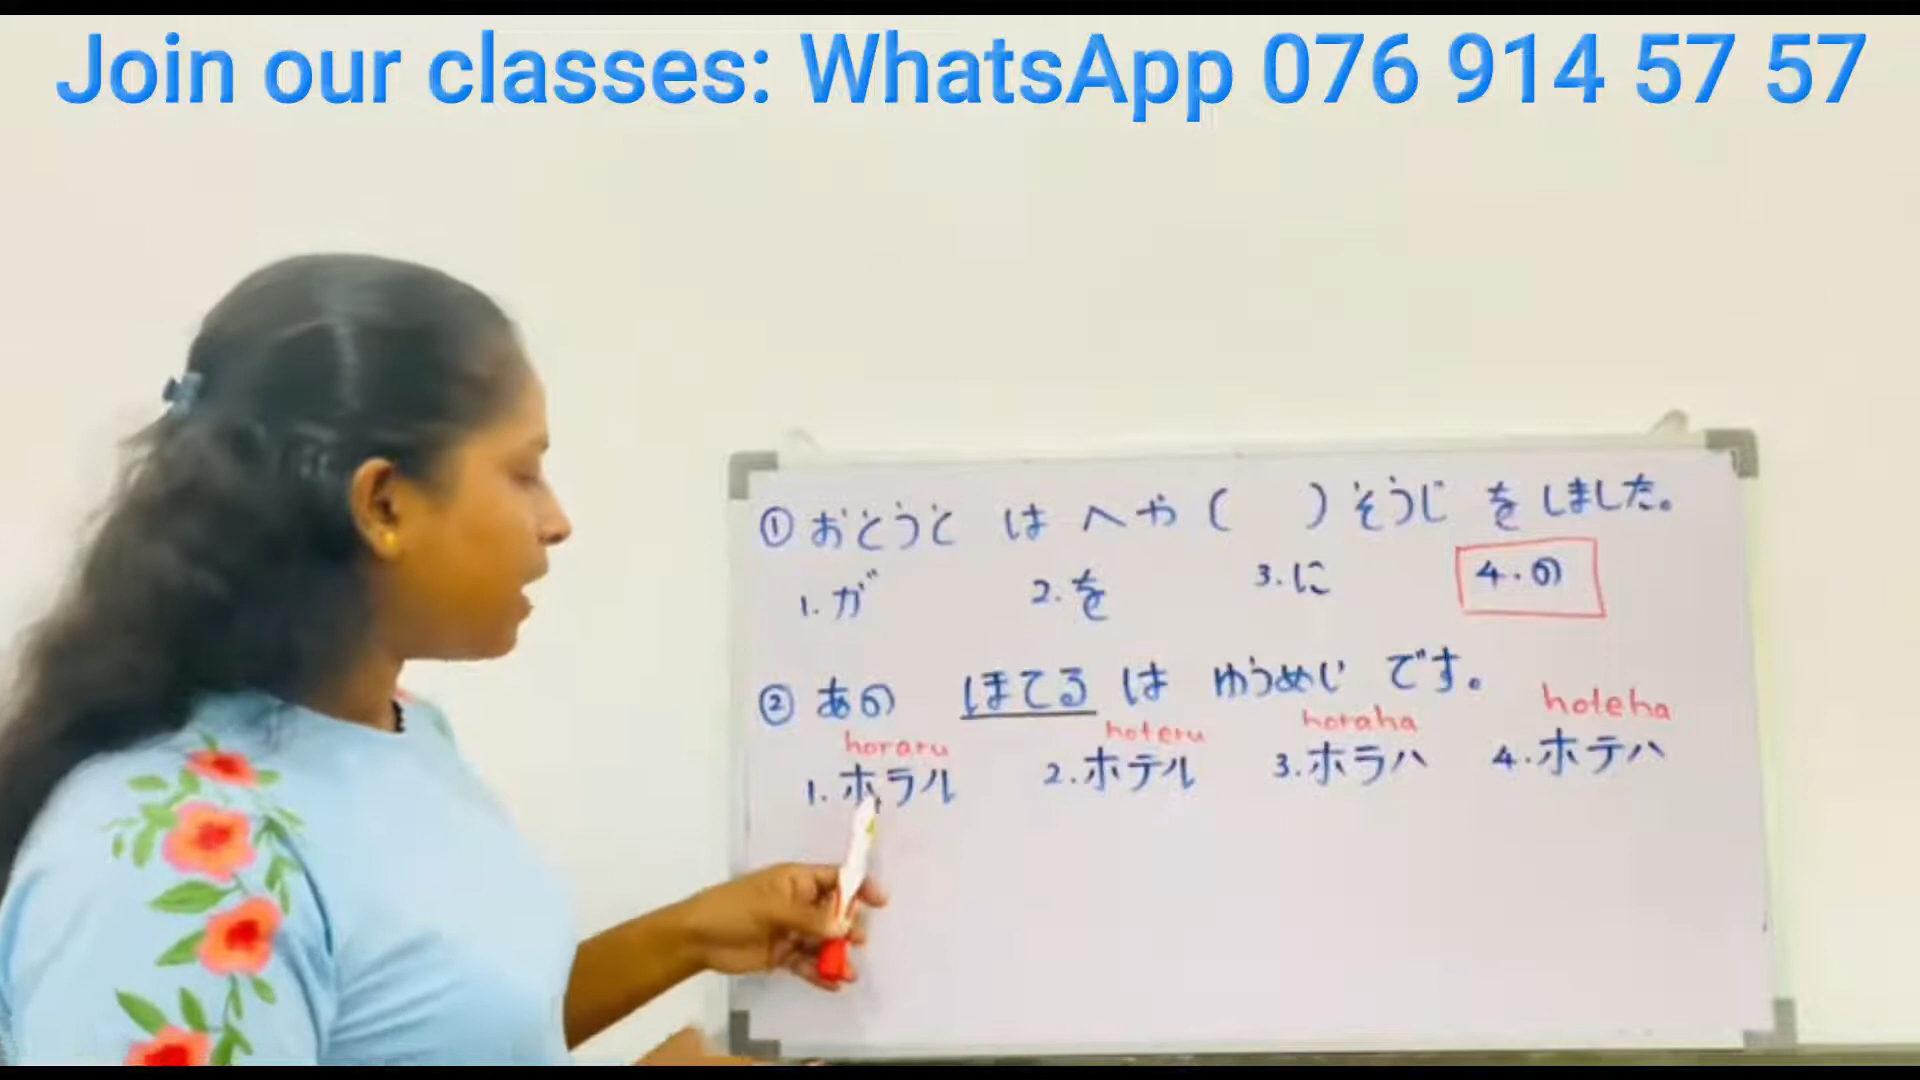 Join our classes: WhatsApp 076 914 57 57
① おとうと は へや ( ) そうじ を しました。
1. が 2. を 3. に 4. の
② あの ほてる は ゆうめじ です。
horaru hoteru horaha hoteha
1. ホラル 2. ホテル 3. ホラハ 4. ホテハ